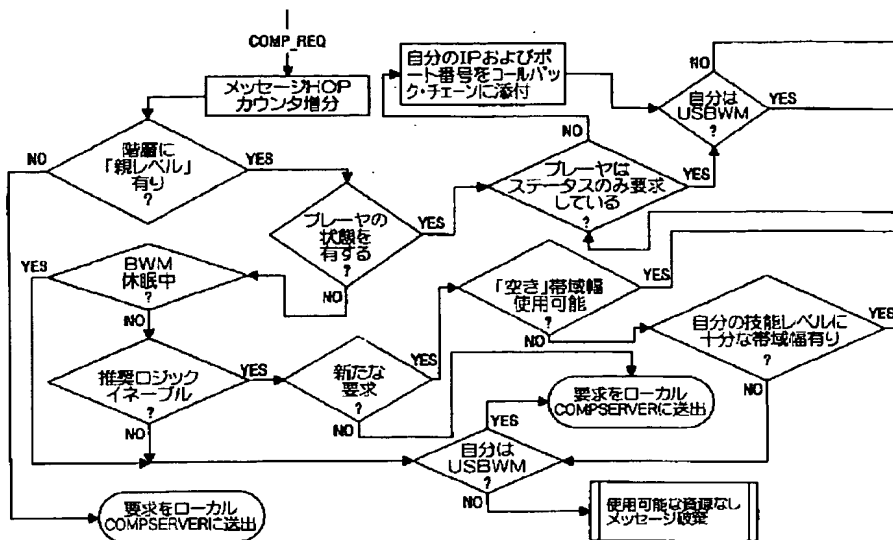 COMP_REQ
メッセージHOP
カウンタ増分
自分のIPおよびポ
ート番号をコールバッ
ク・チェーンに添付
NO
自分は
USBWM
?
YES
NO
階層に
「親レベル」
有り
?
NO
YES
プレーヤの
状態を
有する
?
YES
NO
プレーヤは
ステータスのみ要求
している
?
YES
YES
BWM
休眠中
?
NO
「空き」帯域幅
使用可能
?
YES
NO
自分の技能レベルに
十分な帯域幅有り
?
YES
NO
推奨ロジック
イネーブル
?
YES
NO
新たな
要求
?
YES
NO
要求をローカル
COMPSERVERに送出
YES
自分は
USBWM
?
NO
要求をローカル
COMPSERVERに送出
使用可能な資源なし
メッセージ破棄